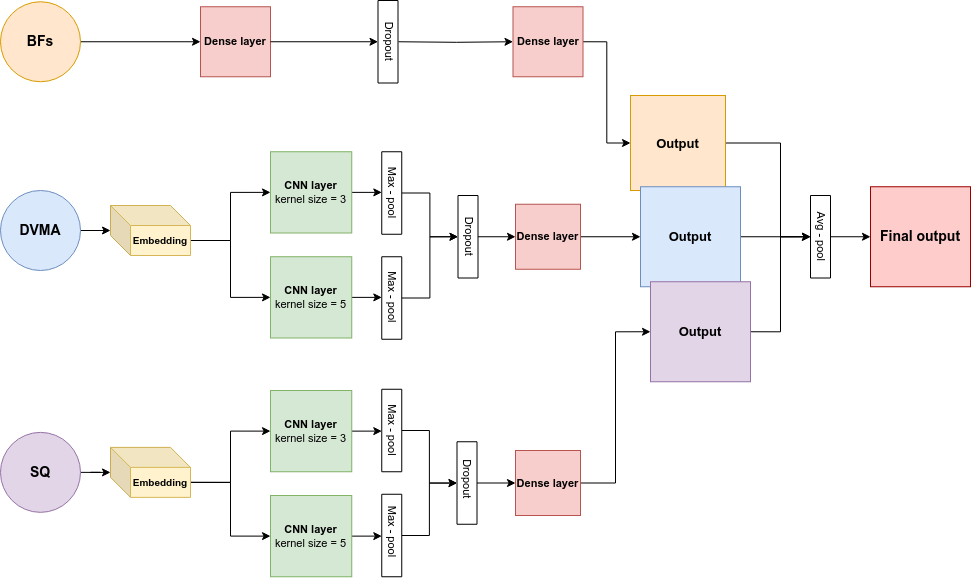 BFs
Dense layer
Dropout
Dense layer
Output
DVMA
Embedding
CNN layer
kernel size = 3
Max - pool
CNN layer
kernel size = 5
Max - pool
Dropout
Dense layer
Output
Avg - pool
Final output
SQ
Embedding
CNN layer
kernel size = 3
Max - pool
CNN layer
kernel size = 5
Max - pool
Dropout
Dense layer
Output